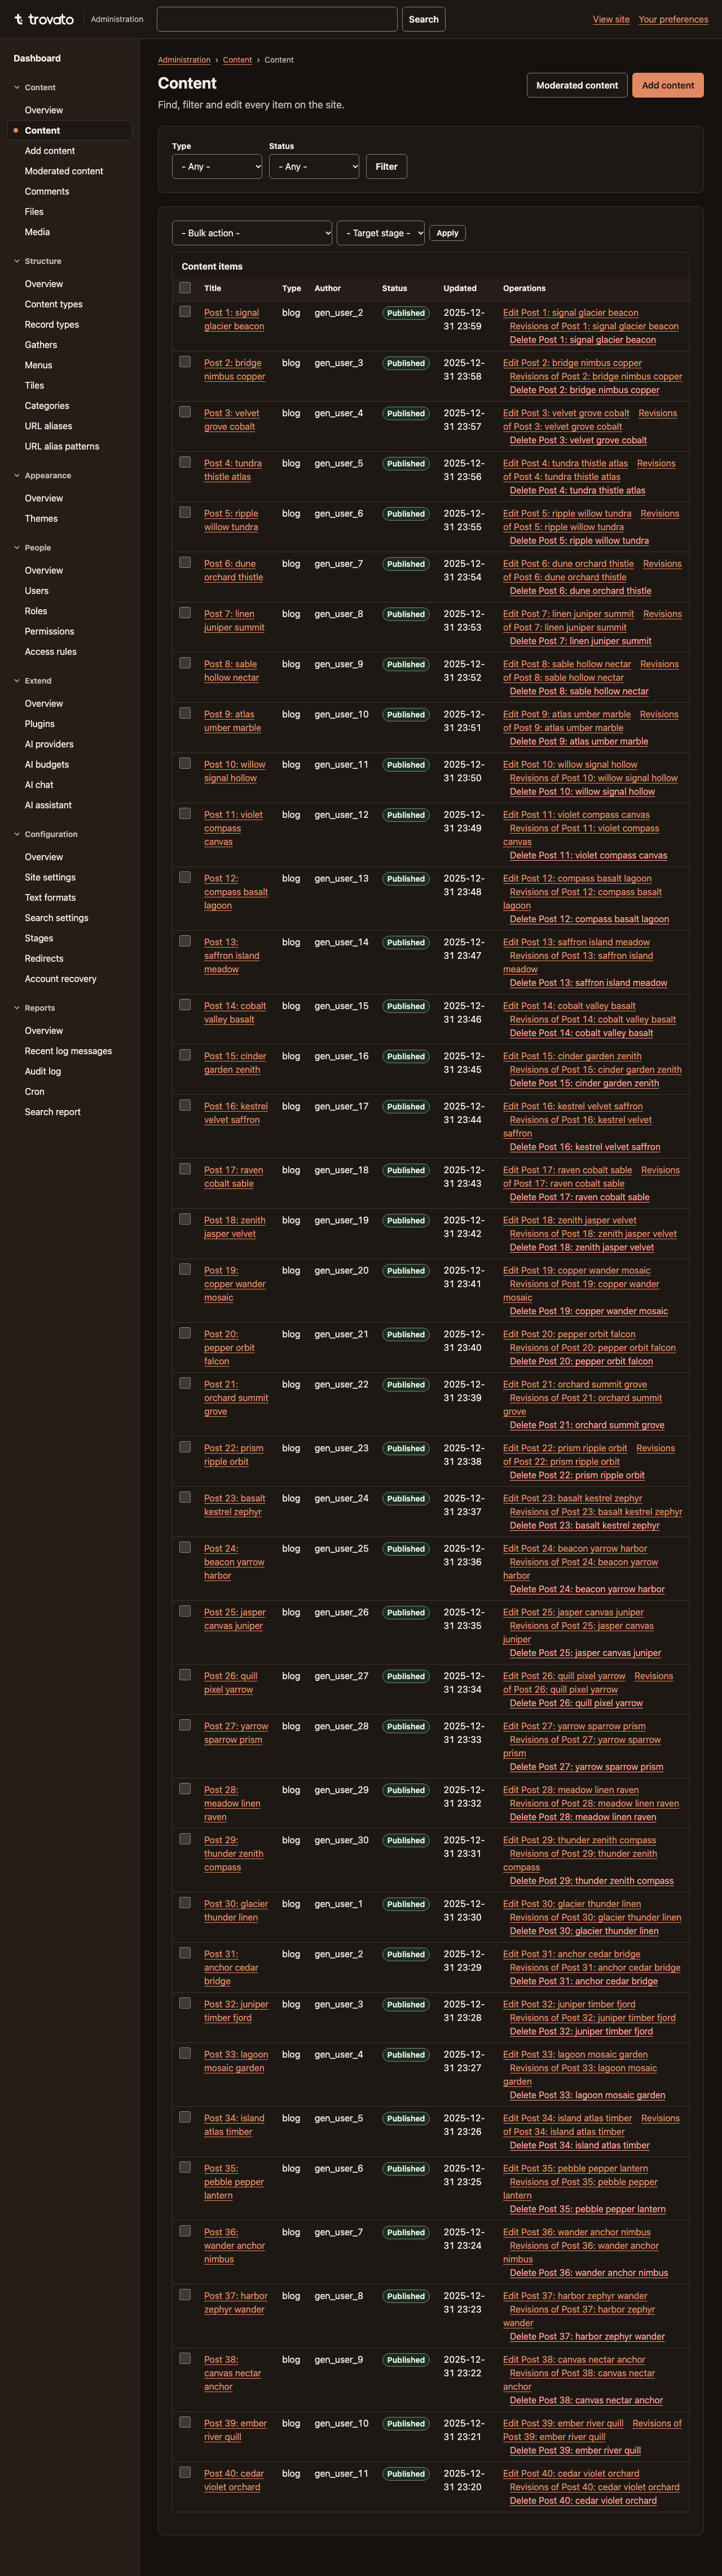 trovato
Administration
Search
View site
Your preferences
Dashboard
Content
Overview
Content
Add content
Moderated content
Comments
Files
Media
Structure
Overview
Content types
Record types
Gathers
Menus
Tiles
Categories
URL aliases
URL alias patterns
Appearance
Overview
Themes
People
Overview
Users
Roles
Permissions
Access rules
Extend
Overview
Plugins
AI providers
AI budgets
AI chat
AI assistant
Configuration
Overview
Site settings
Text formats
Search settings
Stages
Redirects
Account recovery
Reports
Overview
Recent log messages
Audit log
Cron
Search report
Administration › Content › Content
Content
Find, filter and edit every item on the site.
Moderated content
Add content
Type
- Any -
Status
- Any -
Filter
- Bulk action -
- Target stage -
Apply
Content items
Title Type Author Status Updated Operations
Post 1: signal blog gen_user_2 Published 2025-12- Edit Post 1: signal glacier beacon
glacier beacon 31 23:59 Revisions of Post 1: signal glacier beacon
Delete Post 1: signal glacier beacon
Post 2: bridge blog gen_user_3 Published 2025-12- Edit Post 2: bridge nimbus copper
nimbus copper 31 23:58 Revisions of Post 2: bridge nimbus copper
Delete Post 2: bridge nimbus copper
Post 3: velvet blog gen_user_4 Published 2025-12- Edit Post 3: velvet grove cobalt Revisions
grove cobalt 31 23:57 of Post 3: velvet grove cobalt
Delete Post 3: velvet grove cobalt
Post 4: tundra blog gen_user_5 Published 2025-12- Edit Post 4: tundra thistle atlas Revisions
thistle atlas 31 23:56 of Post 4: tundra thistle atlas
Delete Post 4: tundra thistle atlas
Post 5: ripple blog gen_user_6 Published 2025-12- Edit Post 5: ripple willow tundra Revisions
willow tundra 31 23:55 of Post 5: ripple willow tundra
Delete Post 5: ripple willow tundra
Post 6: dune blog gen_user_7 Published 2025-12- Edit Post 6: dune orchard thistle Revisions
orchard thistle 31 23:54 of Post 6: dune orchard thistle
Delete Post 6: dune orchard thistle
Post 7: linen blog gen_user_8 Published 2025-12- Edit Post 7: linen juniper summit Revisions
juniper summit 31 23:53 of Post 7: linen juniper summit
Delete Post 7: linen juniper summit
Post 8: sable blog gen_user_9 Published 2025-12- Edit Post 8: sable hollow nectar Revisions
hollow nectar 31 23:52 of Post 8: sable hollow nectar
Delete Post 8: sable hollow nectar
Post 9: atlas blog gen_user_10 Published 2025-12- Edit Post 9: atlas umber marble Revisions
umber marble 31 23:51 of Post 9: atlas umber marble
Delete Post 9: atlas umber marble
Post 10: willow blog gen_user_11 Published 2025-12- Edit Post 10: willow signal hollow
signal hollow 31 23:50 Revisions of Post 10: willow signal hollow
Delete Post 10: willow signal hollow
Post 11: violet blog gen_user_12 Published 2025-12- Edit Post 11: violet compass canvas
compass 31 23:49 Revisions of Post 11: violet compass
canvas canvas
Delete Post 11: violet compass canvas
Post 12: blog gen_user_13 Published 2025-12- Edit Post 12: compass basalt lagoon
compass basalt 31 23:48 Revisions of Post 12: compass basalt
lagoon lagoon
Delete Post 12: compass basalt lagoon
Post 13: blog gen_user_14 Published 2025-12- Edit Post 13: saffron island meadow
saffron island 31 23:47 Revisions of Post 13: saffron island
meadow meadow
Delete Post 13: saffron island meadow
Post 14: cobalt blog gen_user_15 Published 2025-12- Edit Post 14: cobalt valley basalt
valley basalt 31 23:46 Revisions of Post 14: cobalt valley basalt
Delete Post 14: cobalt valley basalt
Post 15: cinder blog gen_user_16 Published 2025-12- Edit Post 15: cinder garden zenith
garden zenith 31 23:45 Revisions of Post 15: cinder garden zenith
Delete Post 15: cinder garden zenith
Post 16: kestrel blog gen_user_17 Published 2025-12- Edit Post 16: kestrel velvet saffron
velvet saffron 31 23:44 Revisions of Post 16: kestrel velvet
saffron
Delete Post 16: kestrel velvet saffron
Post 17: raven blog gen_user_18 Published 2025-12- Edit Post 17: raven cobalt sable Revisions
cobalt sable 31 23:43 of Post 17: raven cobalt sable
Delete Post 17: raven cobalt sable
Post 18: zenith blog gen_user_19 Published 2025-12- Edit Post 18: zenith jasper velvet
jasper velvet 31 23:42 Revisions of Post 18: zenith jasper velvet
Delete Post 18: zenith jasper velvet
Post 19: blog gen_user_20 Published 2025-12- Edit Post 19: copper wander mosaic
copper wander 31 23:41 Revisions of Post 19: copper wander
mosaic mosaic
Delete Post 19: copper wander mosaic
Post 20: blog gen_user_21 Published 2025-12- Edit Post 20: pepper orbit falcon
pepper orbit 31 23:40 Revisions of Post 20: pepper orbit falcon
falcon Delete Post 20: pepper orbit falcon
Post 21: blog gen_user_22 Published 2025-12- Edit Post 21: orchard summit grove
orchard summit 31 23:39 Revisions of Post 21: orchard summit
grove grove
Delete Post 21: orchard summit grove
Post 22: prism blog gen_user_23 Published 2025-12- Edit Post 22: prism ripple orbit Revisions
ripple orbit 31 23:38 of Post 22: prism ripple orbit
Delete Post 22: prism ripple orbit
Post 23: basalt blog gen_user_24 Published 2025-12- Edit Post 23: basalt kestrel zephyr
kestrel zephyr 31 23:37 Revisions of Post 23: basalt kestrel zephyr
Delete Post 23: basalt kestrel zephyr
Post 24: blog gen_user_25 Published 2025-12- Edit Post 24: beacon yarrow harbor
beacon yarrow 31 23:36 Revisions of Post 24: beacon yarrow
harbor harbor
Delete Post 24: beacon yarrow harbor
Post 25: jasper blog gen_user_26 Published 2025-12- Edit Post 25: jasper canvas juniper
canvas juniper 31 23:35 Revisions of Post 25: jasper canvas
juniper
Delete Post 25: jasper canvas juniper
Post 26: quill blog gen_user_27 Published 2025-12- Edit Post 26: quill pixel yarrow Revisions
pixel yarrow 31 23:34 of Post 26: quill pixel yarrow
Delete Post 26: quill pixel yarrow
Post 27: yarrow blog gen_user_28 Published 2025-12- Edit Post 27: yarrow sparrow prism
sparrow prism 31 23:33 Revisions of Post 27: yarrow sparrow
prism
Delete Post 27: yarrow sparrow prism
Post 28: blog gen_user_29 Published 2025-12- Edit Post 28: meadow linen raven
meadow linen 31 23:32 Revisions of Post 28: meadow linen raven
raven Delete Post 28: meadow linen raven
Post 29: blog gen_user_30 Published 2025-12- Edit Post 29: thunder zenith compass
thunder zenith 31 23:31 Revisions of Post 29: thunder zenith
compass compass
Delete Post 29: thunder zenith compass
Post 30: glacier blog gen_user_1 Published 2025-12- Edit Post 30: glacier thunder linen
thunder linen 31 23:30 Revisions of Post 30: glacier thunder linen
Delete Post 30: glacier thunder linen
Post 31: blog gen_user_2 Published 2025-12- Edit Post 31: anchor cedar bridge
anchor cedar 31 23:29 Revisions of Post 31: anchor cedar bridge
bridge Delete Post 31: anchor cedar bridge
Post 32: juniper blog gen_user_3 Published 2025-12- Edit Post 32: juniper timber fjord
timber fjord 31 23:28 Revisions of Post 32: juniper timber fjord
Delete Post 32: juniper timber fjord
Post 33: lagoon blog gen_user_4 Published 2025-12- Edit Post 33: lagoon mosaic garden
mosaic garden 31 23:27 Revisions of Post 33: lagoon mosaic
garden
Delete Post 33: lagoon mosaic garden
Post 34: island blog gen_user_5 Published 2025-12- Edit Post 34: island atlas timber Revisions
atlas timber 31 23:26 of Post 34: island atlas timber
Delete Post 34: island atlas timber
Post 35: blog gen_user_6 Published 2025-12- Edit Post 35: pebble pepper lantern
pebble pepper 31 23:25 Revisions of Post 35: pebble pepper
lantern lantern
Delete Post 35: pebble pepper lantern
Post 36: blog gen_user_7 Published 2025-12- Edit Post 36: wander anchor nimbus
wander anchor 31 23:24 Revisions of Post 36: wander anchor
nimbus nimbus
Delete Post 36: wander anchor nimbus
Post 37: harbor blog gen_user_8 Published 2025-12- Edit Post 37: harbor zephyr wander
zephyr wander 31 23:23 Revisions of Post 37: harbor zephyr
wander
Delete Post 37: harbor zephyr wander
Post 38: blog gen_user_9 Published 2025-12- Edit Post 38: canvas nectar anchor
canvas nectar 31 23:22 Revisions of Post 38: canvas nectar
anchor anchor
Delete Post 38: canvas nectar anchor
Post 39: ember blog gen_user_10 Published 2025-12- Edit Post 39: ember river quill Revisions of
river quill 31 23:21 Post 39: ember river quill
Delete Post 39: ember river quill
Post 40: cedar blog gen_user_11 Published 2025-12- Edit Post 40: cedar violet orchard
violet orchard 31 23:20 Revisions of Post 40: cedar violet orchard
Delete Post 40: cedar violet orchard